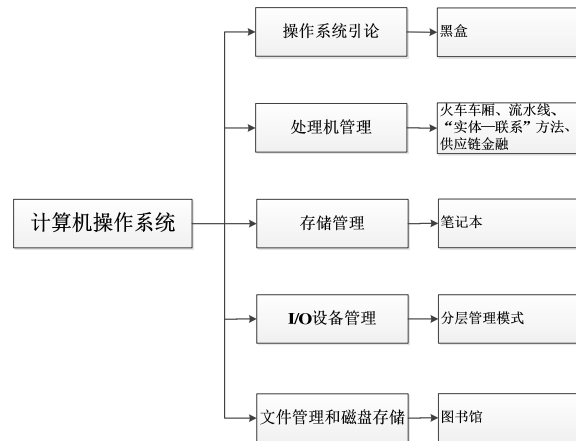 操作系统引论
黑盒
处理机管理
火车车厢、流水线、
“实体—联系”方法、
供应链金融
计算机操作系统
存储管理
笔记本
I/O设备管理
分层管理模式
文件管理和磁盘存储
图书馆